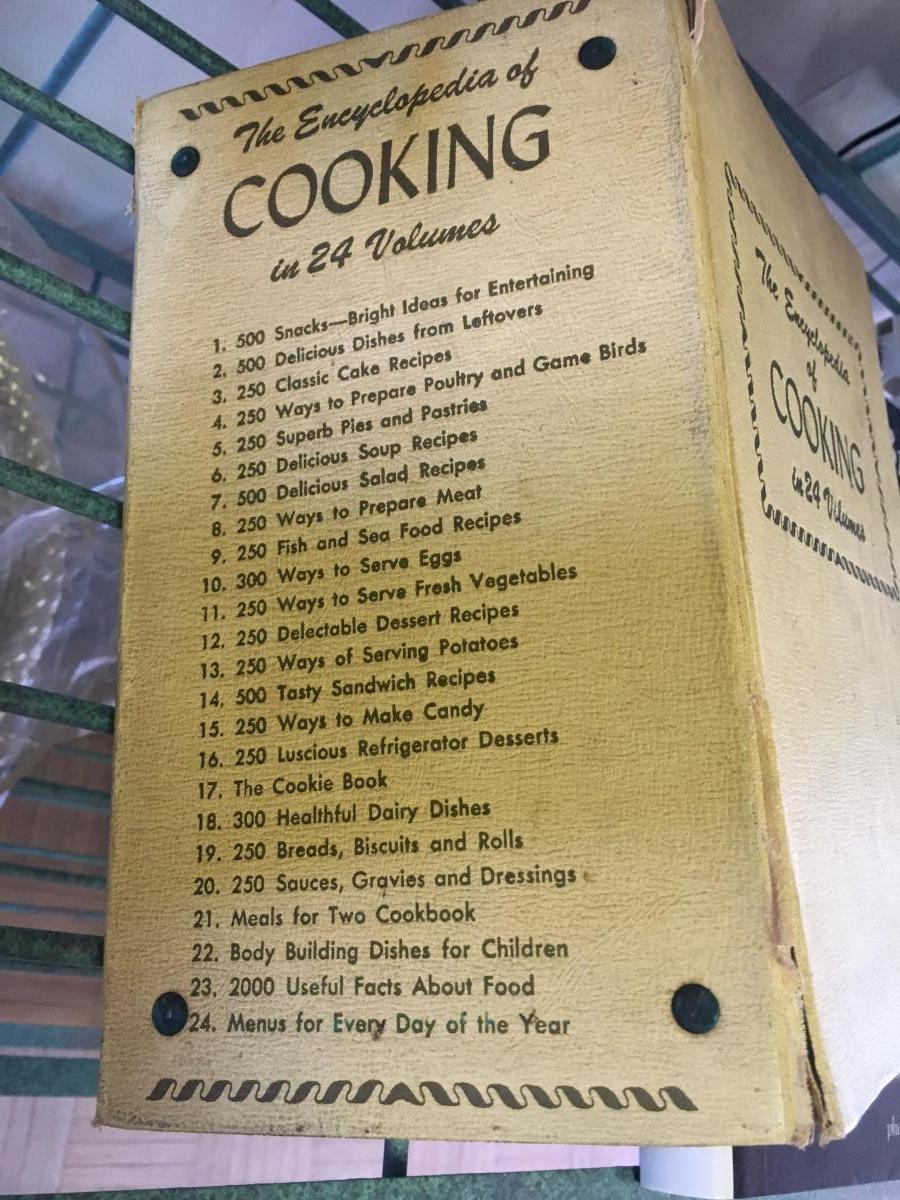 The Encyclopedia of
COOKING
in 24 Volumes
1. 500 Snacks—Bright Ideas for Entertaining
2. 500 Delicious Dishes from Leftovers
3. 250 Classic Cake Recipes
4. 250 Ways to Prepare Poultry and Game Birds
5. 250 Superb Pies and Pastries
6. 250 Delicious Soup Recipes
7. 500 Delicious Salad Recipes
8. 250 Ways to Prepare Meat
9. 250 Fish and Sea Food Recipes
10. 300 Ways to Serve Eggs
11. 250 Ways to Serve Fresh Vegetables
12. 250 Delectable Dessert Recipes
13. 250 Ways of Serving Potatoes
14. 500 Tasty Sandwich Recipes
15. 250 Ways to Make Candy
16. 250 Luscious Refrigerator Desserts
17. The Cookie Book
18. 300 Healthful Dairy Dishes
19. 250 Breads, Biscuits and Rolls
20. 250 Sauces, Gravies and Dressings
21. Meals for Two Cookbook
22. Body Building Dishes for Children
23. 2000 Useful Facts About Food
24. Menus for Every Day of the Year
The Encyclopedia
of
COOKING
in 24 Volumes